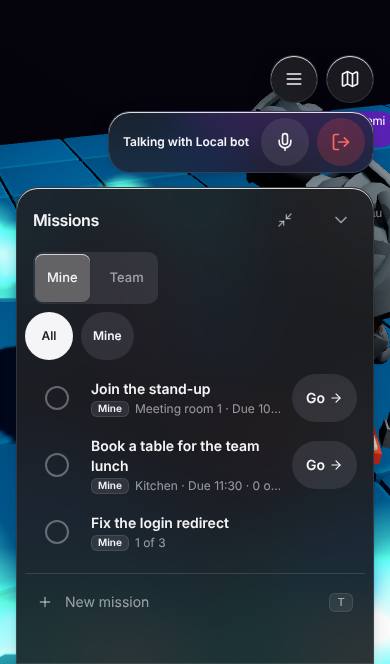 emi
Talking with Local bot
Missions
Mine
Team
All
Mine
Join the stand-up
Mine Meeting room 1 · Due 10...
Go →
Book a table for the team
lunch
Mine Kitchen · Due 11:30 · 0 o...
Go →
Fix the login redirect
Mine 1 of 3
+ New mission
T